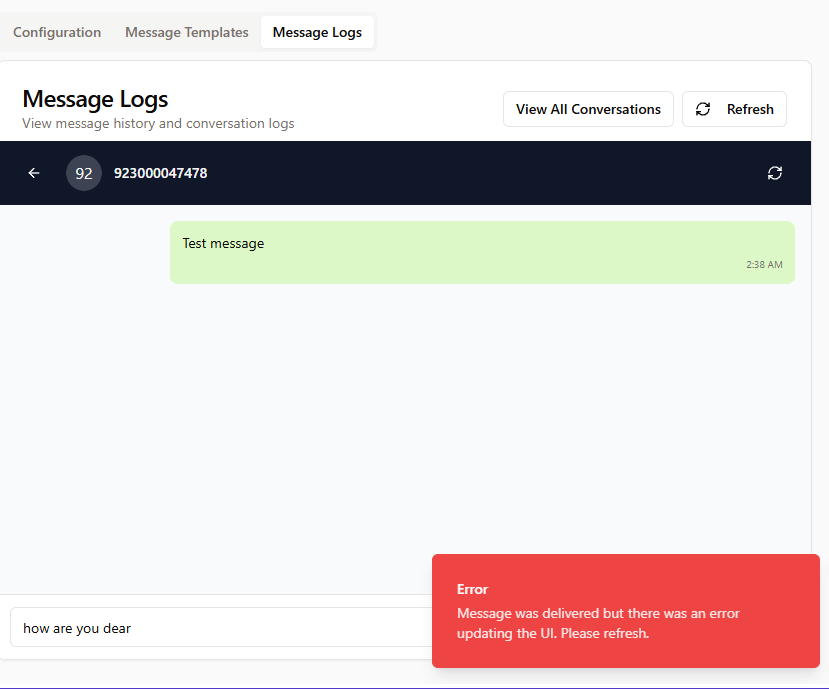 Configuration Message Templates Message Logs
Message Logs
View message history and conversation logs
View All Conversations Refresh
92 923000047478
Test message
2:38 AM
how are you dear
Error
Message was delivered but there was an error
updating the UI. Please refresh.